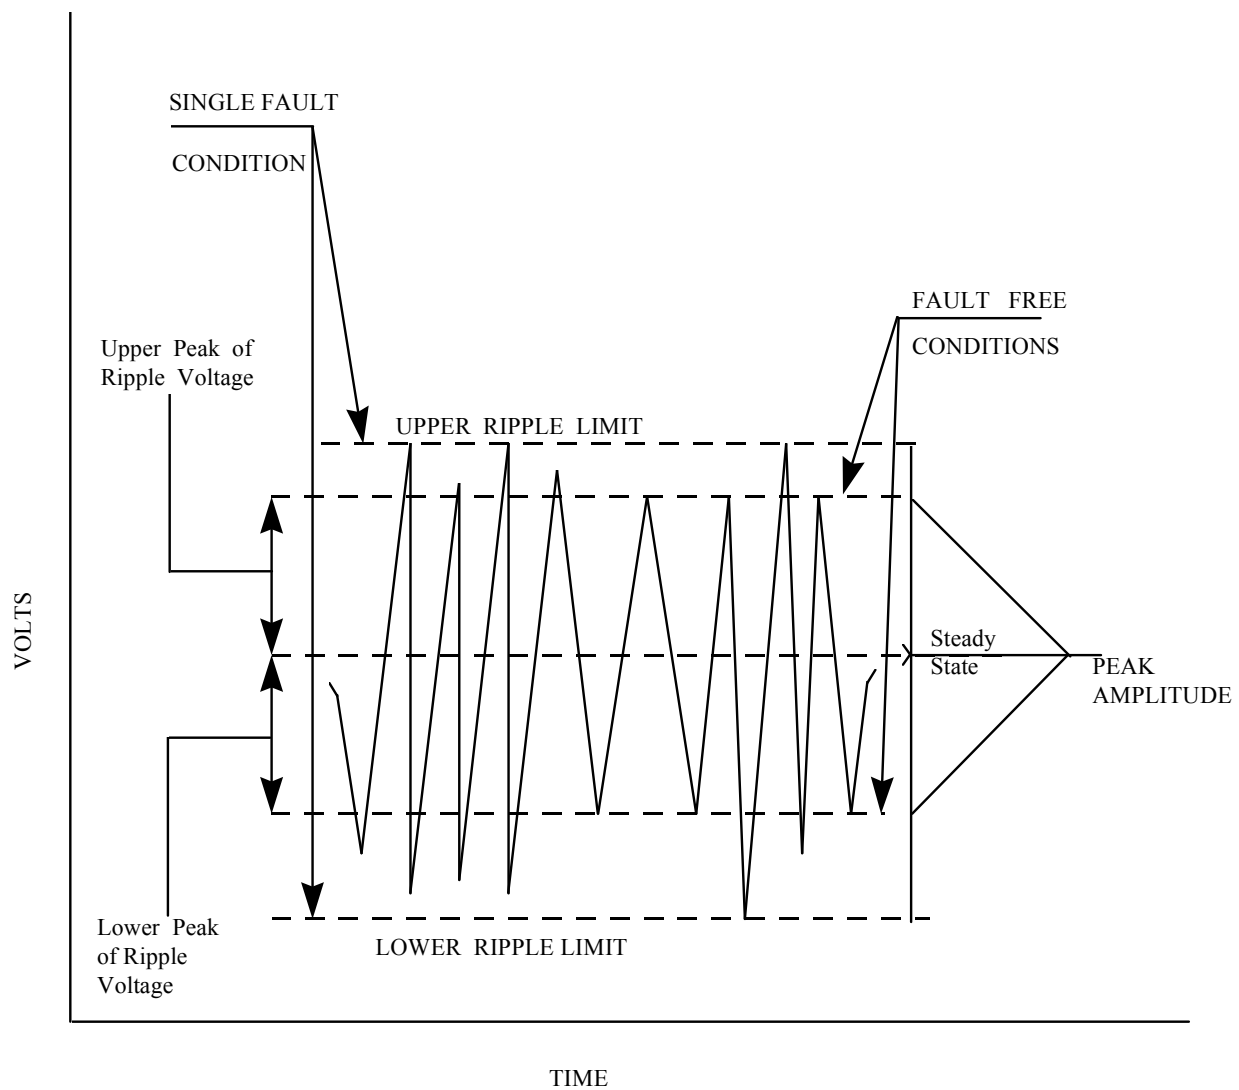 SINGLE FAULT
CONDITION
FAULT FREE
CONDITIONS
Upper Peak of
Ripple Voltage
UPPER RIPPLE LIMIT
VOLTS
Steady
State
PEAK
AMPLITUDE
Lower Peak
of Ripple
Voltage
LOWER RIPPLE LIMIT
TIME